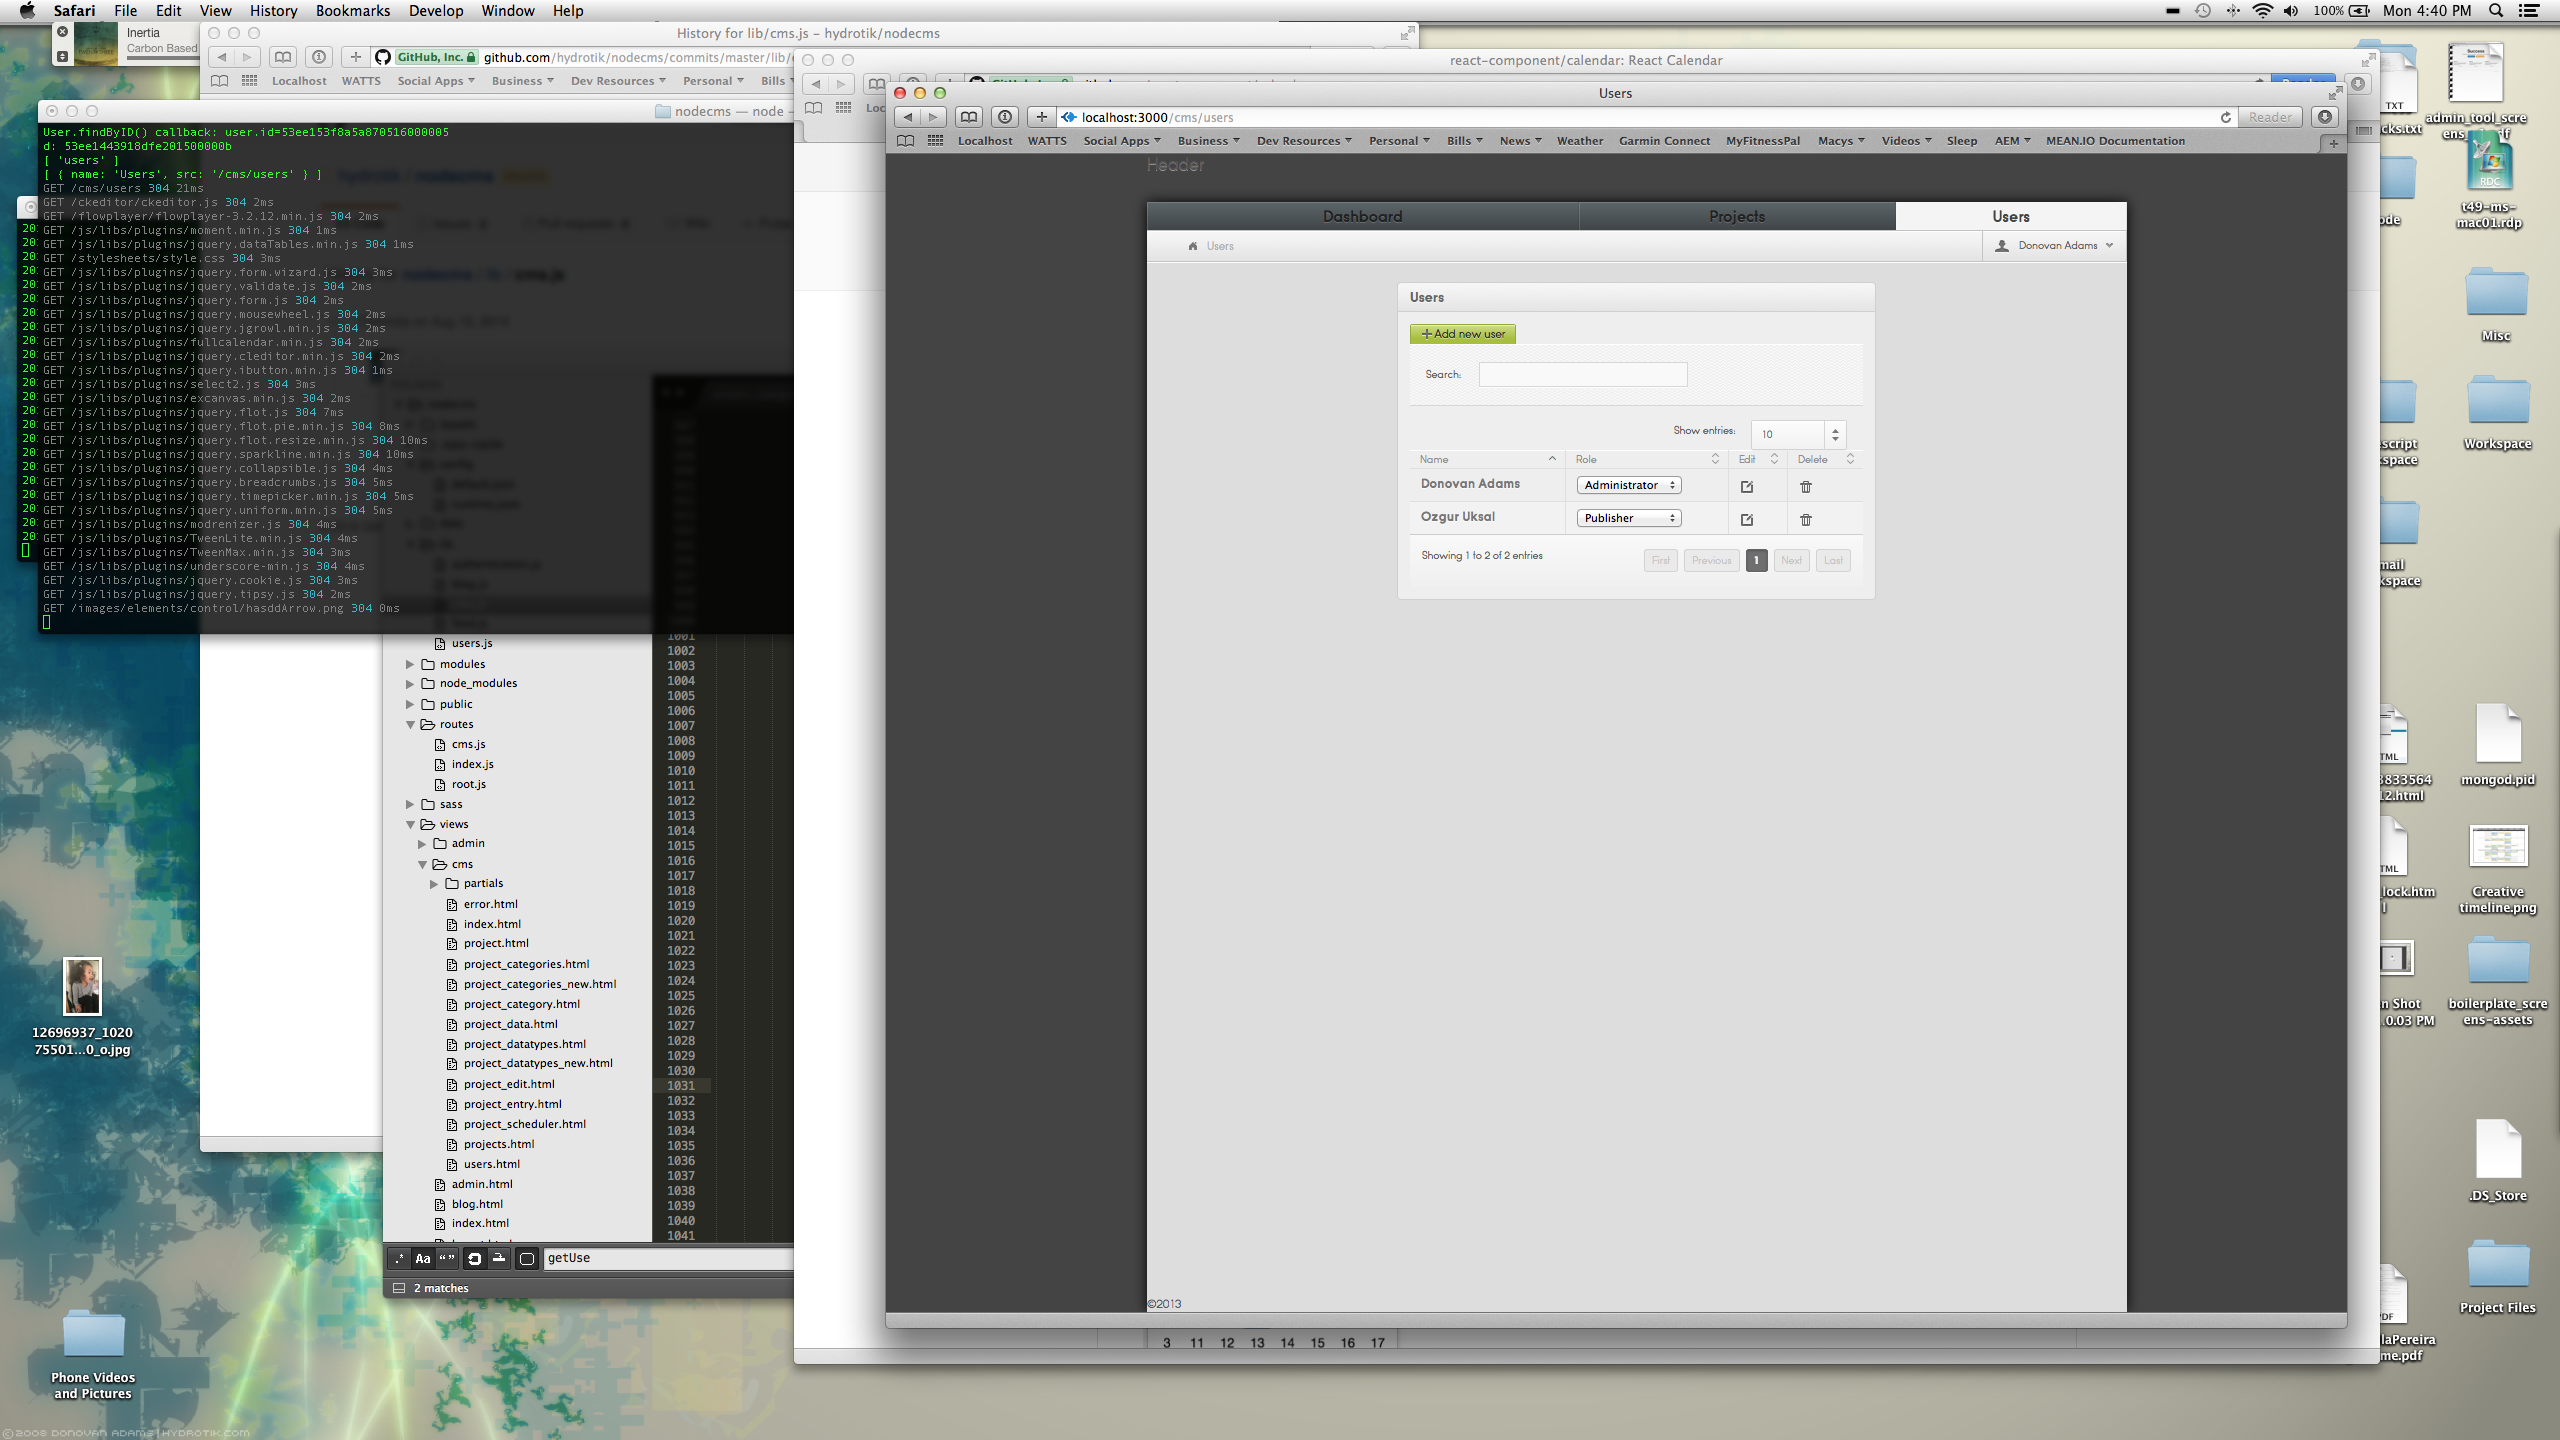 Safari File Edit View History Bookmarks Develop Window Help
100% Mon 4:40 PM
Inertia
Carbon Based
History for lib/cms.js – hydrotik/nodecms
GitHub, Inc. github.com/hydrotik/nodecms/commits/master/lib/
Localhost WATTS Social Apps Business Dev Resources Personal Bills
react-component/calendar: React Calendar
nodecms — node —
User.findByID() callback: user.id=53ee153f8a5a870516000005
d: 53ee1443918dfe201500000b
[ 'users' ]
[ { name: 'Users', src: '/cms/users' } ]
GET /cms/users 304 21ms
GET /ckeditor/ckeditor.js 304 2ms
GET /flowplayer/flowplayer-3.2.12.min.js 304 2ms
GET /js/libs/plugins/moment.min.js 304 1ms
GET /js/libs/plugins/jquery.dataTables.min.js 304 1ms
GET /stylesheets/style.css 304 3ms
GET /js/libs/plugins/jquery.form.wizard.js 304 3ms
GET /js/libs/plugins/jquery.validate.js 304 2ms
GET /js/libs/plugins/jquery.form.js 304 2ms
GET /js/libs/plugins/jquery.mousewheel.js 304 2ms
GET /js/libs/plugins/jquery.jgrowl.min.js 304 2ms
GET /js/libs/plugins/fullcalendar.min.js 304 2ms
GET /js/libs/plugins/jquery.cleditor.min.js 304 2ms
GET /js/libs/plugins/jquery.ibutton.min.js 304 1ms
GET /js/libs/plugins/select2.js 304 3ms
GET /js/libs/plugins/excanvas.min.js 304 2ms
GET /js/libs/plugins/jquery.flot.js 304 7ms
GET /js/libs/plugins/jquery.flot.pie.min.js 304 8ms
GET /js/libs/plugins/jquery.flot.resize.min.js 304 10ms
GET /js/libs/plugins/jquery.sparkline.min.js 304 10ms
GET /js/libs/plugins/jquery.collapsible.js 304 4ms
GET /js/libs/plugins/jquery.breadcrumbs.js 304 5ms
GET /js/libs/plugins/jquery.timepicker.min.js 304 5ms
GET /js/libs/plugins/jquery.uniform.min.js 304 5ms
GET /js/libs/plugins/modrenizer.js 304 4ms
GET /js/libs/plugins/TweenLite.min.js 304 4ms
GET /js/libs/plugins/TweenMax.min.js 304 3ms
GET /js/libs/plugins/underscore-min.js 304 4ms
GET /js/libs/plugins/jquery.cookie.js 304 3ms
GET /js/libs/plugins/jquery.tipsy.js 304 2ms
GET /images/elements/control/hasddArrow.png 304 0ms
users.js
modules
node_modules
public
routes
cms.js
index.js
root.js
sass
views
admin
cms
partials
error.html
index.html
project.html
project_categories.html
project_categories_new.html
project_category.html
project_data.html
project_datatypes.html
project_datatypes_new.html
project_edit.html
project_entry.html
project_scheduler.html
projects.html
users.html
admin.html
blog.html
index.html
1001
1002
1003
1004
1005
1006
1007
1008
1009
1010
1011
1012
1013
1014
1015
1016
1017
1018
1019
1020
1021
1022
1023
1024
1025
1026
1027
1028
1029
1030
1031
1032
1033
1034
1035
1036
1037
1038
1039
1040
1041
getUse
2 matches
Users
localhost:3000/cms/users
Reader
Localhost WATTS Social Apps Business Dev Resources Personal Bills News Weather Garmin Connect MyFitnessPal Macys Videos Sleep AEM MEAN.IO Documentation
Header
Dashboard Projects Users
Users
Donovan Adams
Users
Add new user
Search:
Show entries: 10
Name Role Edit Delete
Donovan Adams Administrator
Ozgur Uksal Publisher
Showing 1 to 2 of 2 entries
First Previous 1 Next Last
©2013
3 11 12 13 14 15 16 17
TXT
cks.txt
admin_tool_scre
RDC
t49-ms-
mac01.rdp
Misc
Workspace
mongod.pid
3833564
12.html
_lock.htm
l
Creative
timeline.png
n Shot
.0.03 PM
boilerplate_scre
ens-assets
.DS_Store
Project Files
PDF
laPereira
me.pdf
12696937_1020
75501...0_o.jpg
Phone Videos
and Pictures
©2009 DONOVAN ADAMS | HYDROTIK.COM